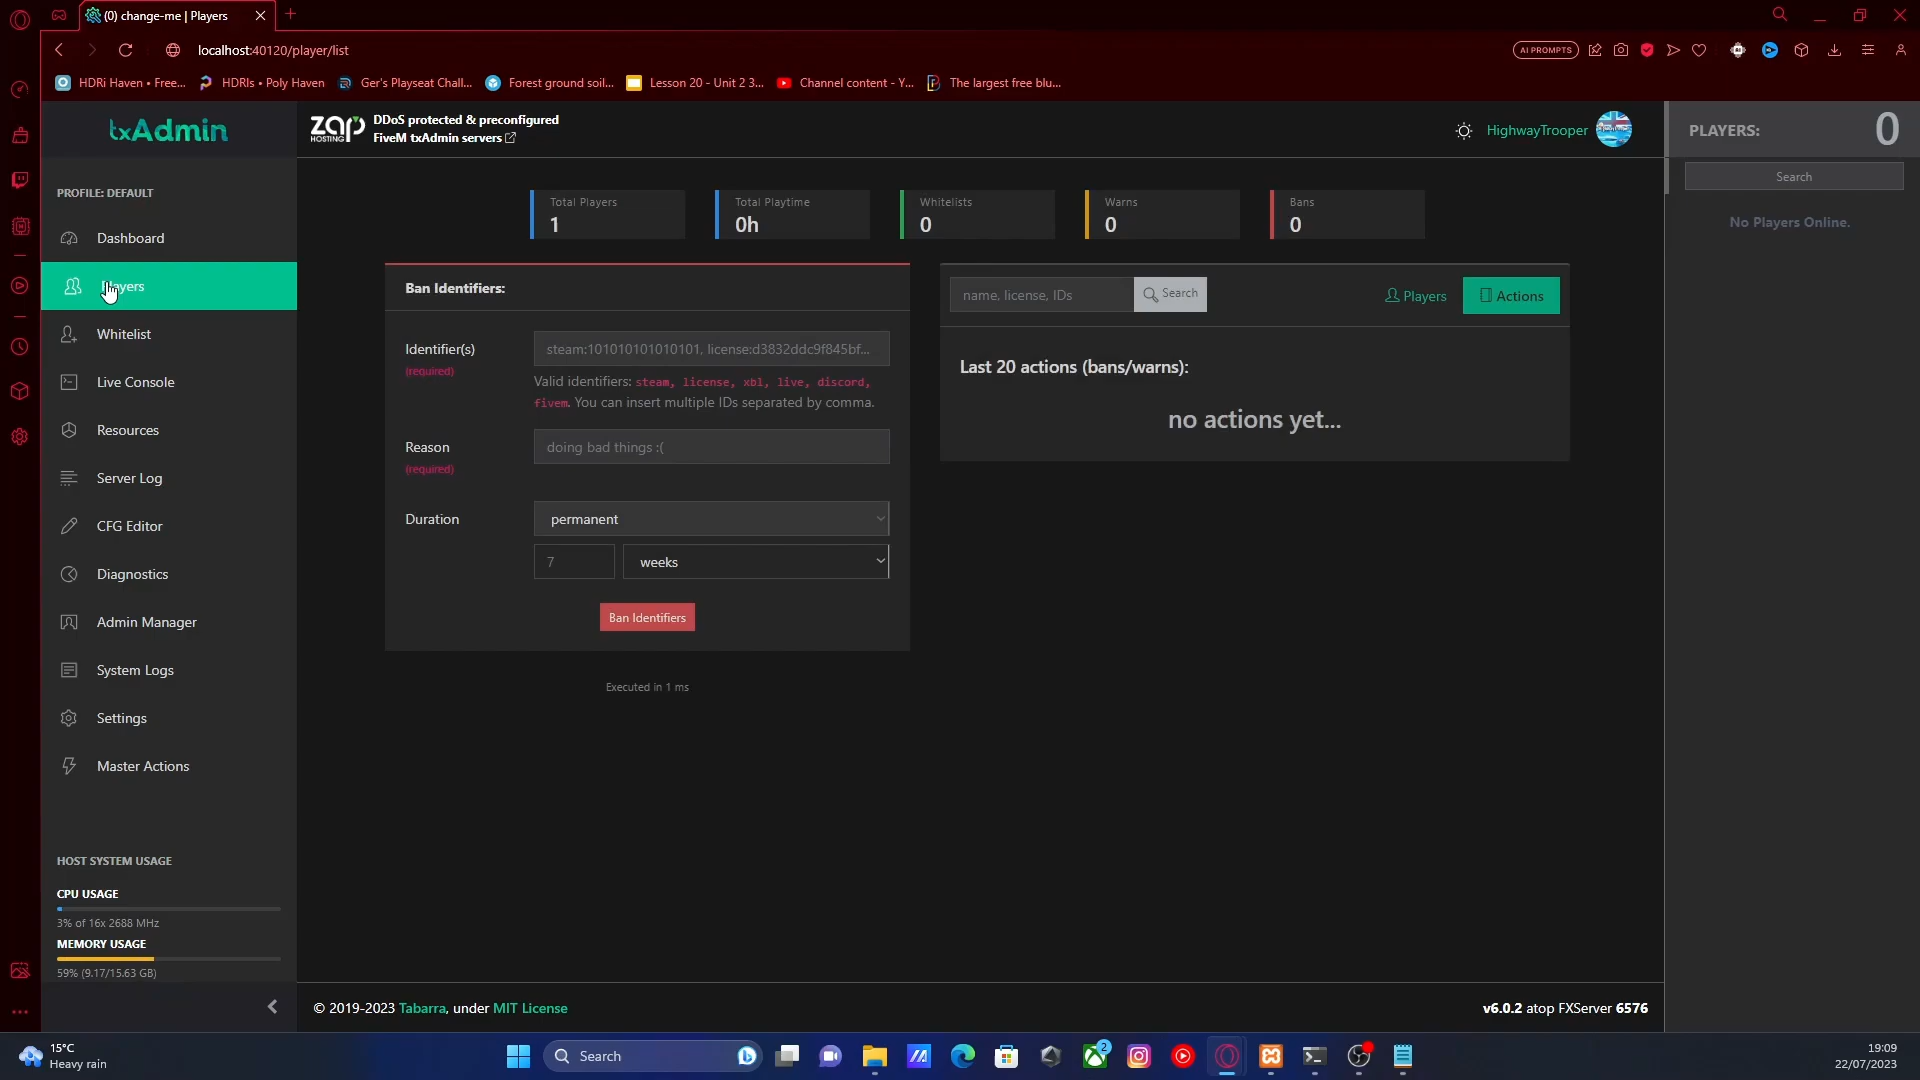 (0) change-me | Players
localhost:40120/player/list
AI PROMPTS
HDRi Haven • Free...
HDRIs • Poly Haven
Ger's Playseat Chall...
Forest ground soil...
Lesson 20 - Unit 2 3...
Channel content - Y...
The largest free blu...
txAdmin
ZAP HOSTING
DDoS protected & preconfigured
FiveM txAdmin servers
HighwayTrooper
PLAYERS: 0
Search
No Players Online.
PROFILE: DEFAULT
Dashboard
Players
Whitelist
Live Console
Resources
Server Log
CFG Editor
Diagnostics
Admin Manager
System Logs
Settings
Master Actions
HOST SYSTEM USAGE
CPU USAGE
3% of 16x 2688 MHz
MEMORY USAGE
59% (9.17/15.63 GB)
Total Players
1
Total Playtime
0h
Whitelists
0
Warns
0
Bans
0
Ban Identifiers:
Identifier(s)
(required)
steam:101010101010101, license:d3832ddc9f845bf...
Valid identifiers: steam, license, xbl, live, discord,
fivem. You can insert multiple IDs separated by comma.
Reason
(required)
doing bad things :(
Duration
permanent
7
weeks
Ban Identifiers
Executed in 1 ms
name, license, IDs
Search
Players
Actions
Last 20 actions (bans/warns):
no actions yet...
© 2019-2023 Tabarra, under MIT License
v6.0.2 atop FXServer 6576
15°C
Heavy rain
Search
2
19:09
22/07/2023